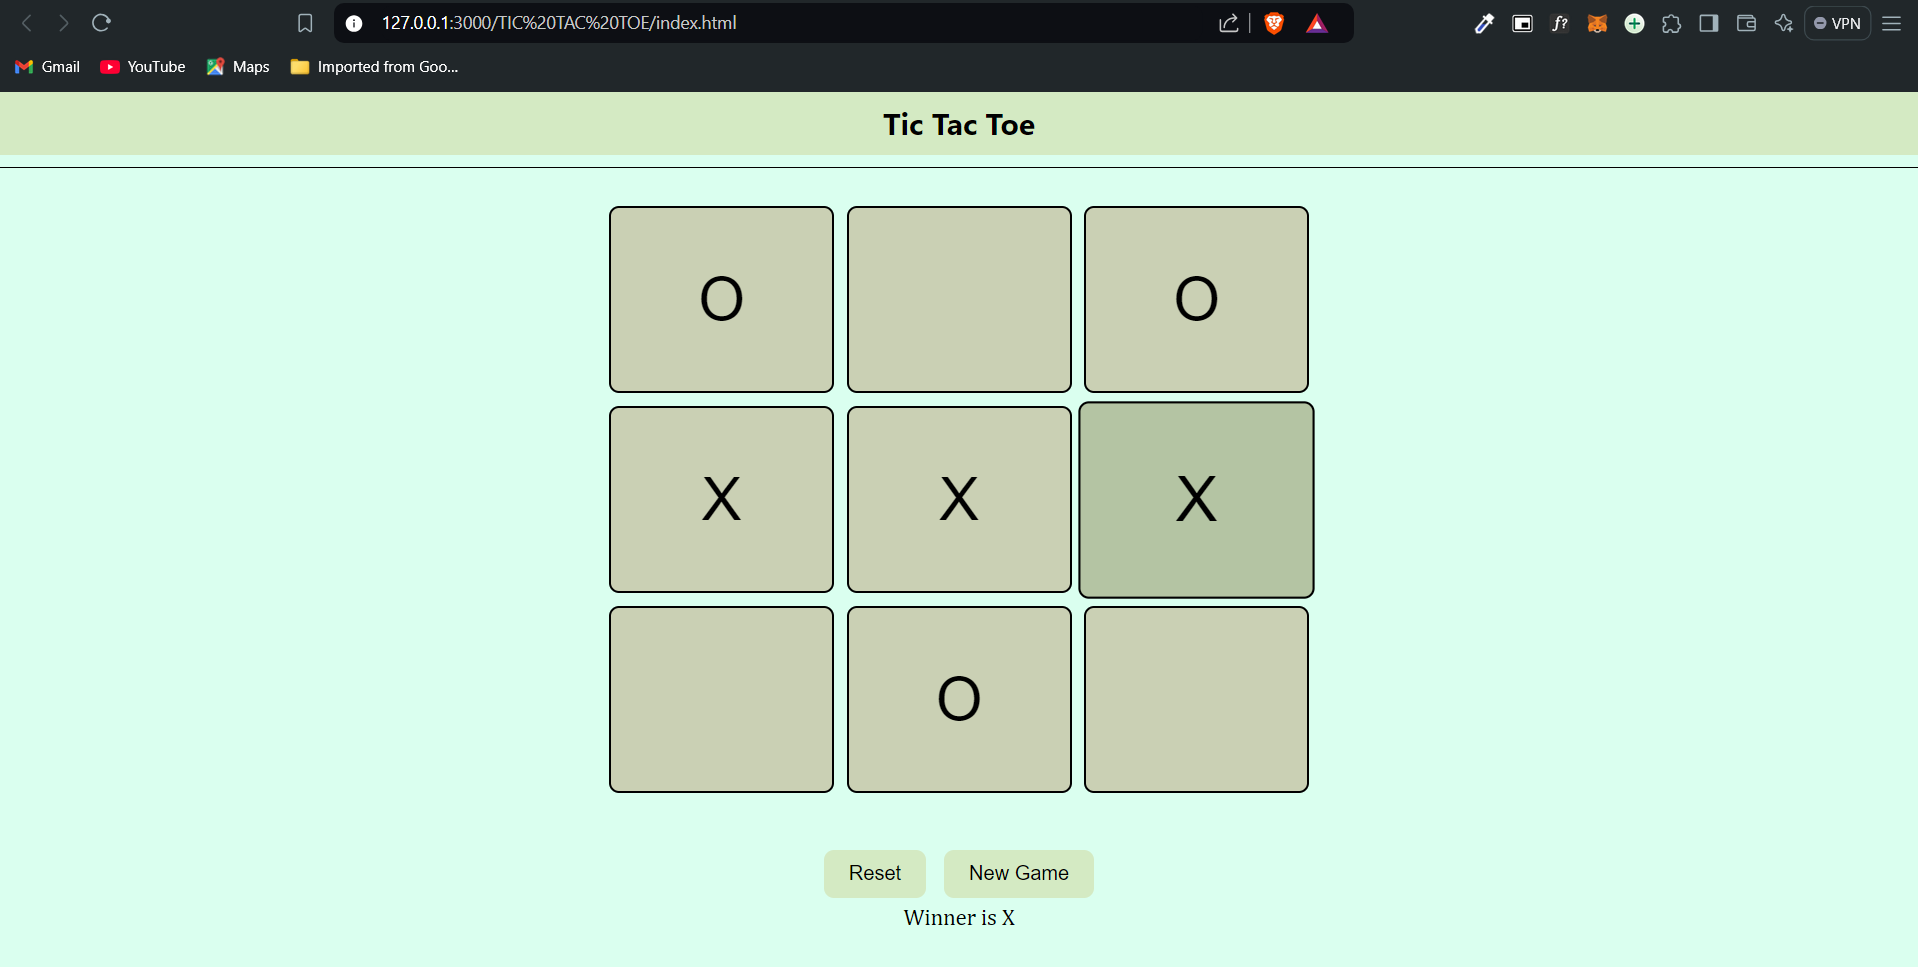 127.0.0.1:3000/TIC%20TAC%20TOE/index.html
f?
VPN
Gmail YouTube Maps Imported from Goo...
Tic Tac Toe
O O
X X X
O
Reset New Game
Winner is X